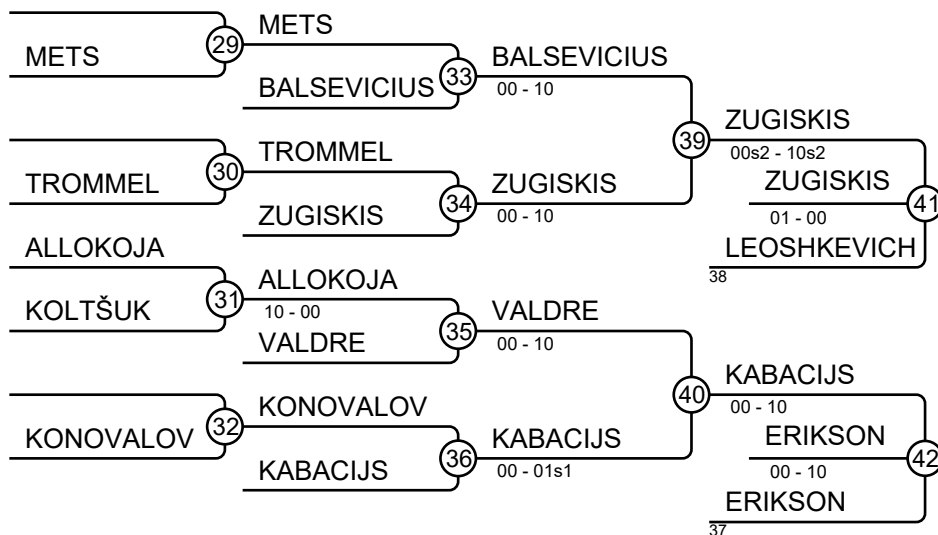 METS
29
METS
BALSEVICIUS
33
BALSEVICIUS
00 - 10
TROMMEL
30
TROMMEL
ZUGISKIS
34
ZUGISKIS
00 - 10
39
ZUGISKIS
00s2 - 10s2
ZUGISKIS
01 - 00
41
LEOSHKEVICH
38
ALLOKOJA
KOLTŠUK
31
ALLOKOJA
10 - 00
VALDRE
35
VALDRE
00 - 10
KONOVALOV
32
KONOVALOV
KABACIJS
36
KABACIJS
00 - 01s1
40
KABACIJS
00 - 10
ERIKSON
00 - 10
42
ERIKSON
37